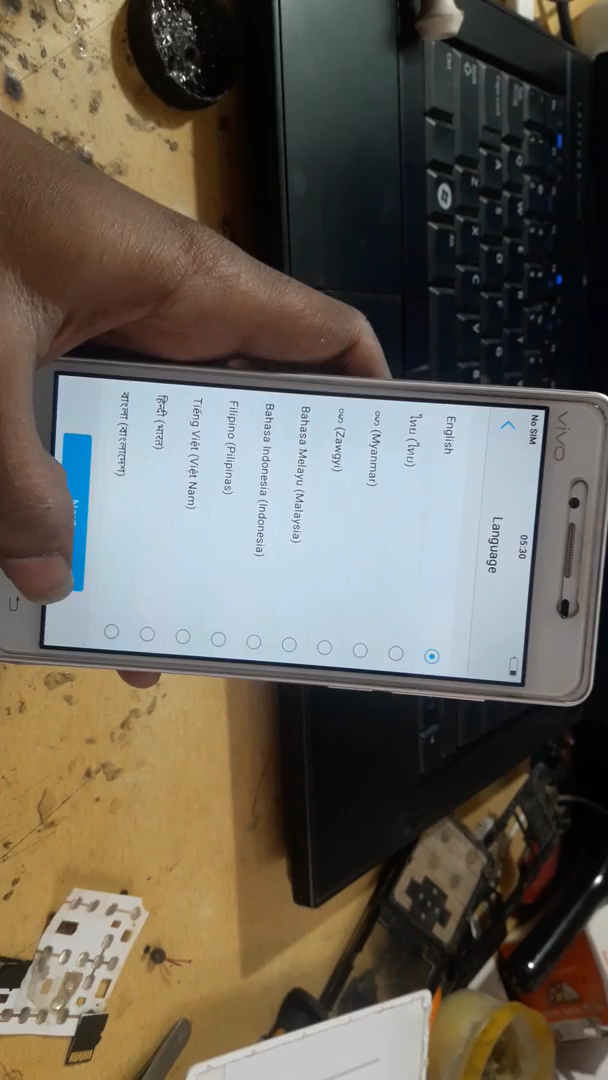 vivo
No SIM
05:30
Language
English
ไทย (ไทย)
ဗမာ (Myanmar)
ဗမာ (Zawgyi)
Bahasa Melayu (Malaysia)
Bahasa Indonesia (Indonesia)
Filipino (Pilipinas)
Tiếng Việt (Việt Nam)
हिन्दी (भारत)
বাংলা (বাংলাদেশ)